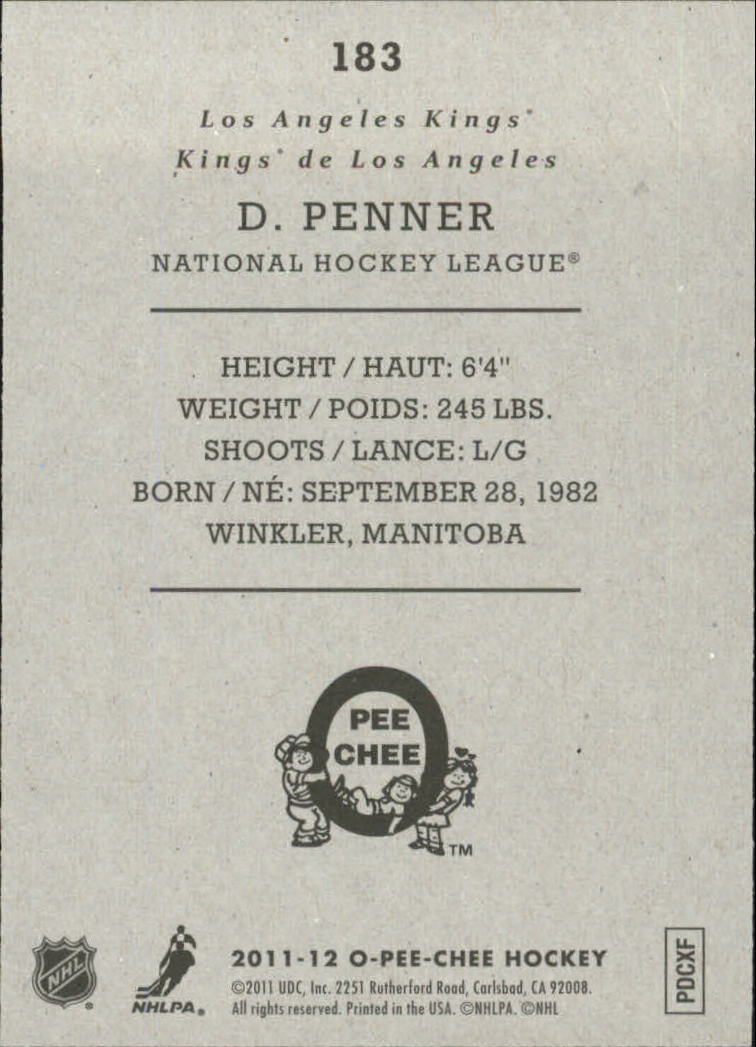 183
Los Angeles Kings®
Kings® de Los Angeles
D. PENNER
NATIONAL HOCKEY LEAGUE®
HEIGHT / HAUT: 6'4"
WEIGHT / POIDS: 245 LBS.
SHOOTS / LANCE: L/G
BORN / NÉ: SEPTEMBER 28, 1982
WINKLER, MANITOBA
O
PEE
CHEE
TM
NHL ®
NHLPA®
2011-12 O-PEE-CHEE HOCKEY
©2011 UDC, Inc. 2251 Rutherford Road, Carlsbad, CA 92008.
All rights reserved. Printed in the USA. ©NHLPA. ©NHL
PDCXF